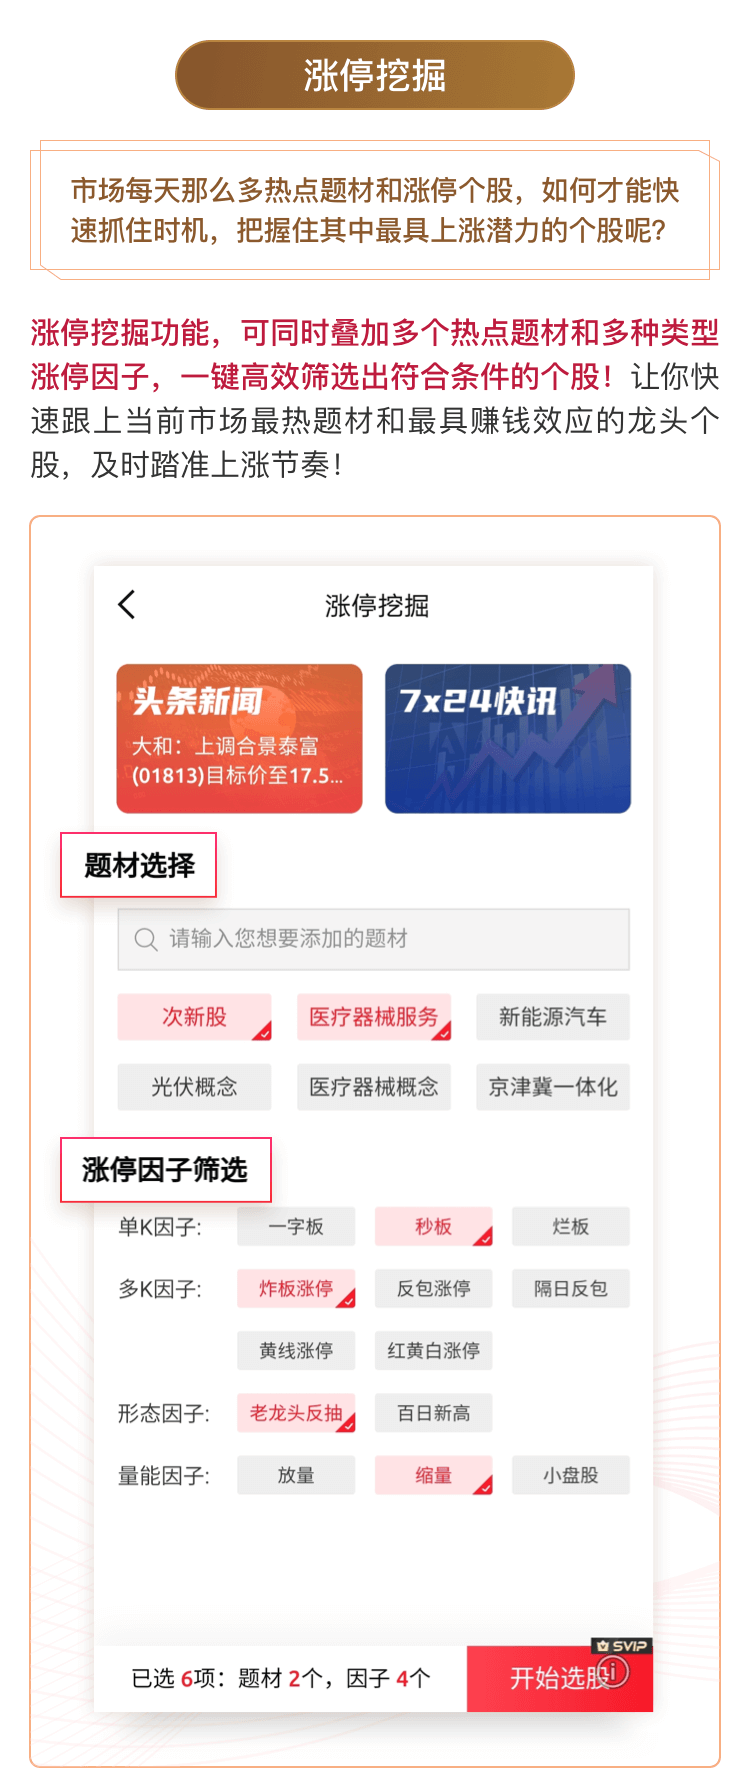 涨停挖掘
市场每天那么多热点题材和涨停个股，如何才能快
速抓住时机，把握住其中最具上涨潜力的个股呢？
涨停挖掘功能，可同时叠加多个热点题材和多种类型
涨停因子，一键高效筛选出符合条件的个股！让你快
速跟上当前市场最热题材和最具赚钱效应的龙头个
股，及时踏准上涨节奏！
涨停挖掘
头条新闻 7x24快讯
大和：上调合景泰富
(01813)目标价至17.5...
题材选择
请输入您想要添加的题材
次新股 医疗器械服务 新能源汽车
光伏概念 医疗器械概念 京津冀一体化
涨停因子筛选
单K因子: 一字板 秒板 烂板
多K因子: 炸板涨停 反包涨停 隔日反包
黄线涨停 红黄白涨停
形态因子: 老龙头反抽 百日新高
量能因子: 放量 缩量 小盘股
SVIP
已选 6项：题材 2个，因子 4个 开始选股